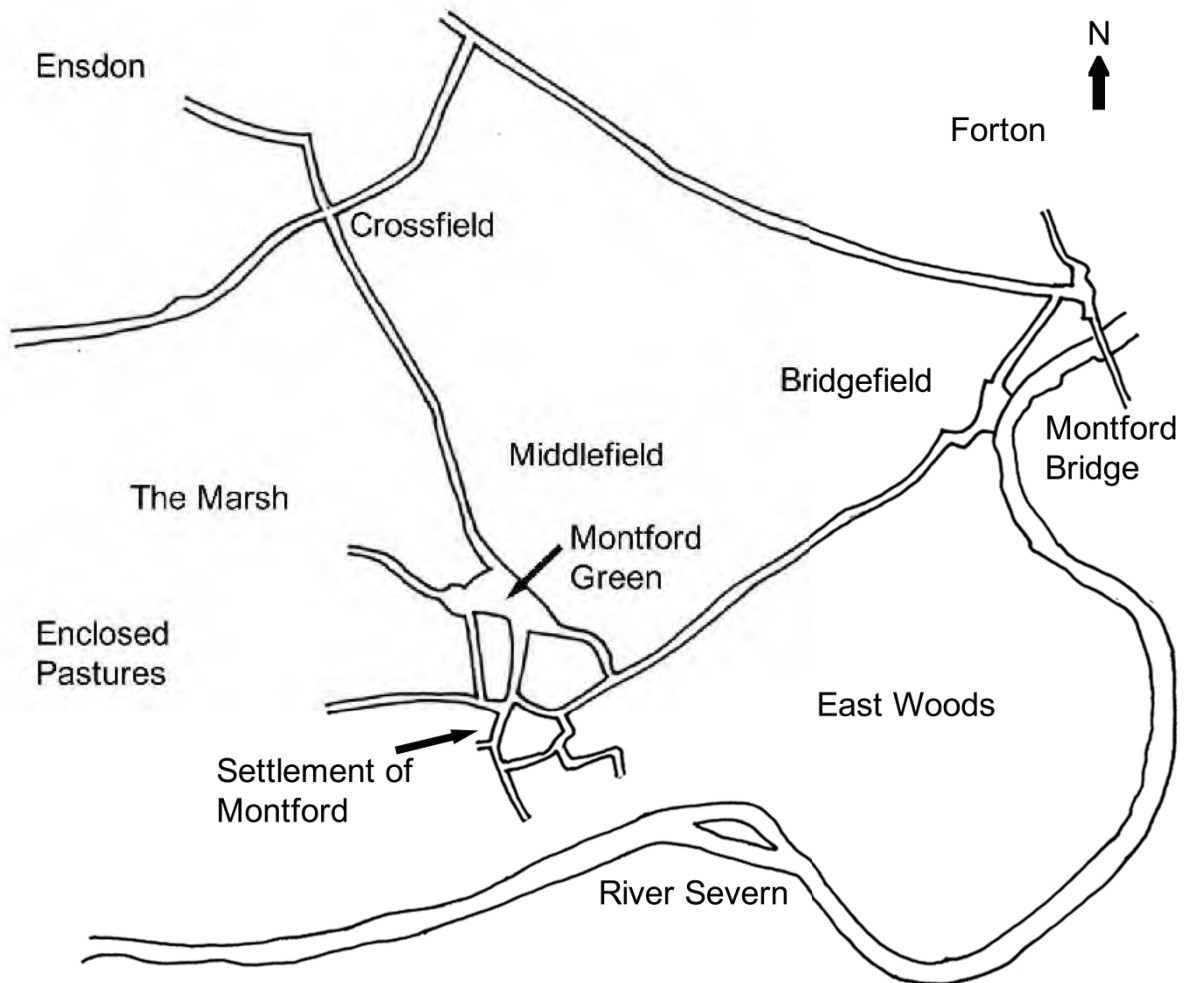 N
Ensdon
Forton
Crossfield
Bridgefield
Montford
Bridge
Middlefield
The Marsh
Montford
Green
Enclosed
Pastures
East Woods
Settlement of
Montford
River Severn